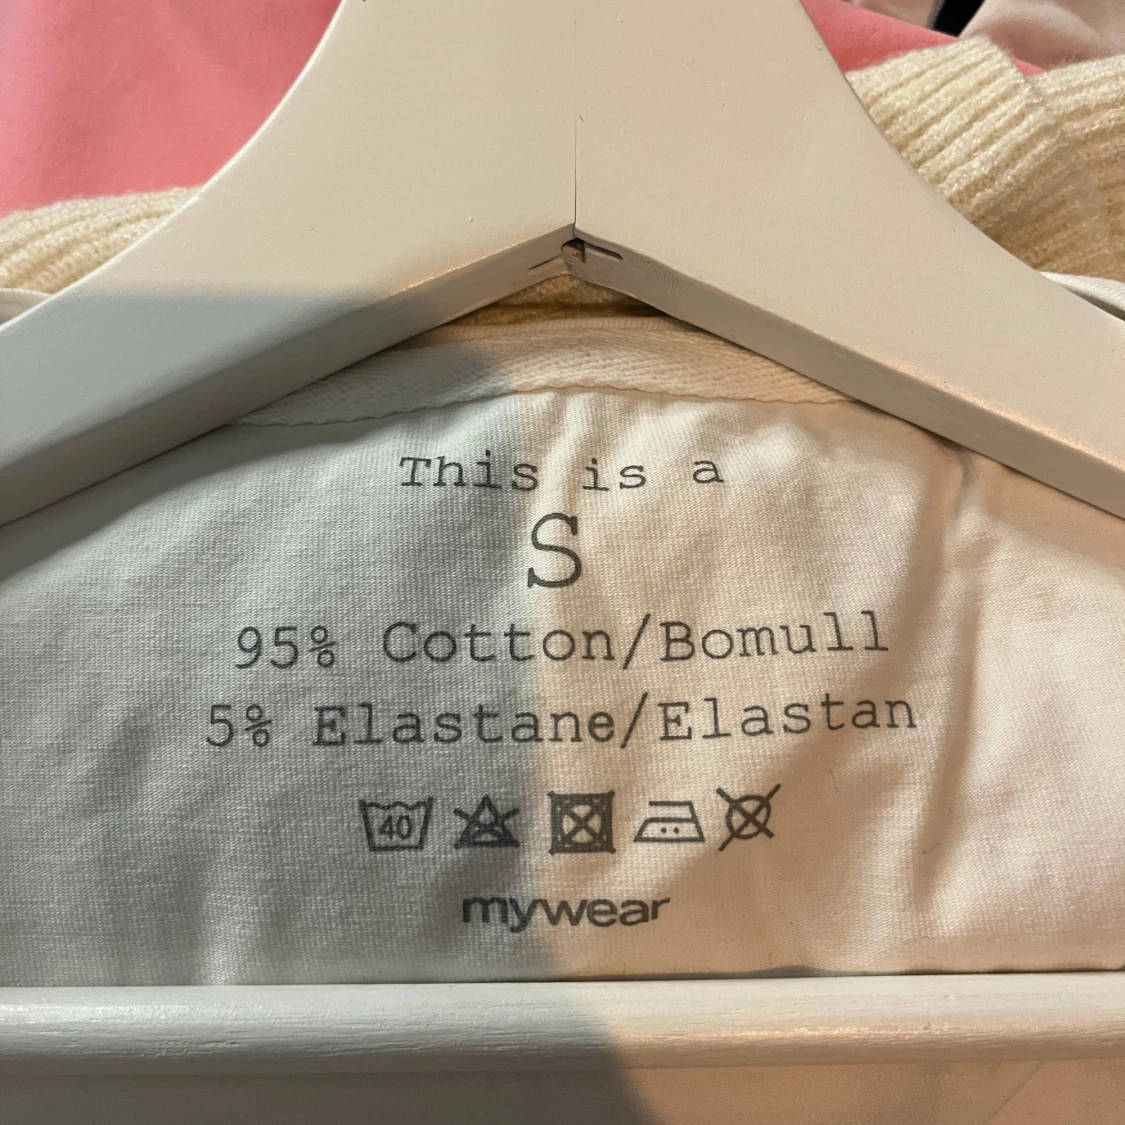 This is a
S
95% Cotton/Bomull
5% Elastane/Elastan
40
mywear